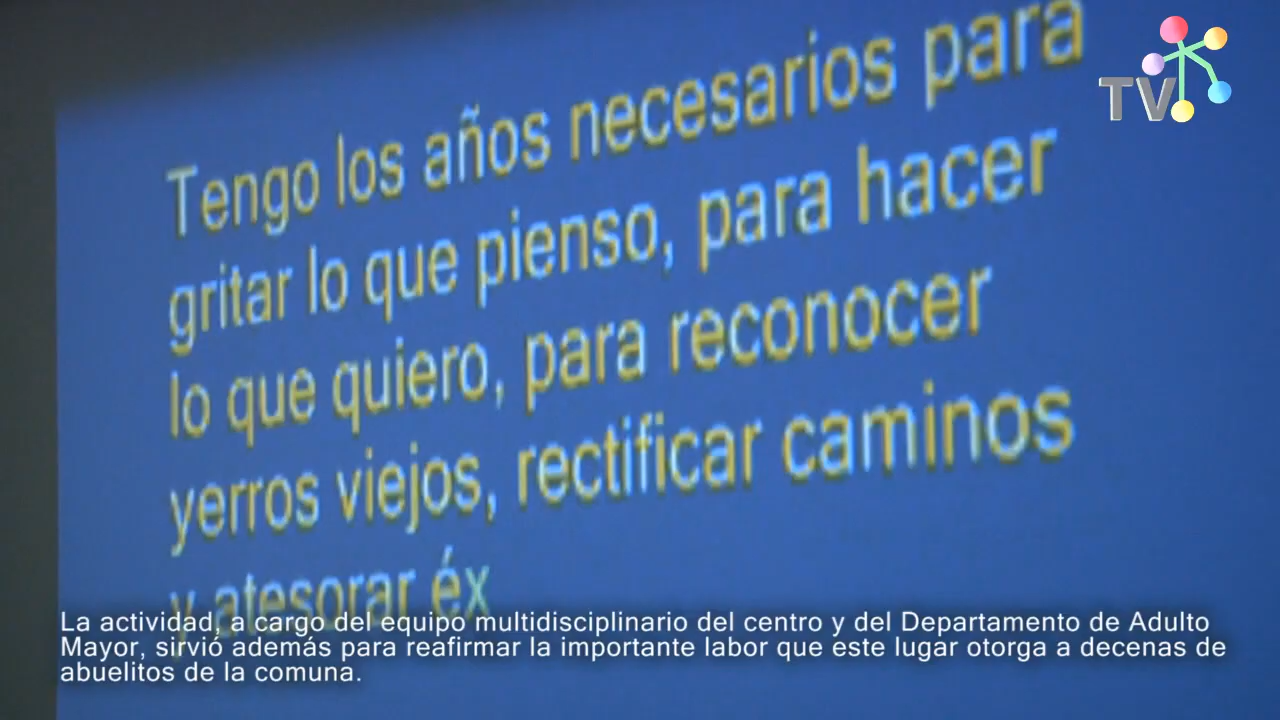 TV
Tengo los años necesarios para
gritar lo que pienso, para hacer
lo que quiero, para reconocer
yerros viejos, rectificar caminos
y atesorar éx
La actividad, a cargo del equipo multidisciplinario del centro y del Departamento de Adulto
Mayor, sirvió además para reafirmar la importante labor que este lugar otorga a decenas de
abuelitos de la comuna.